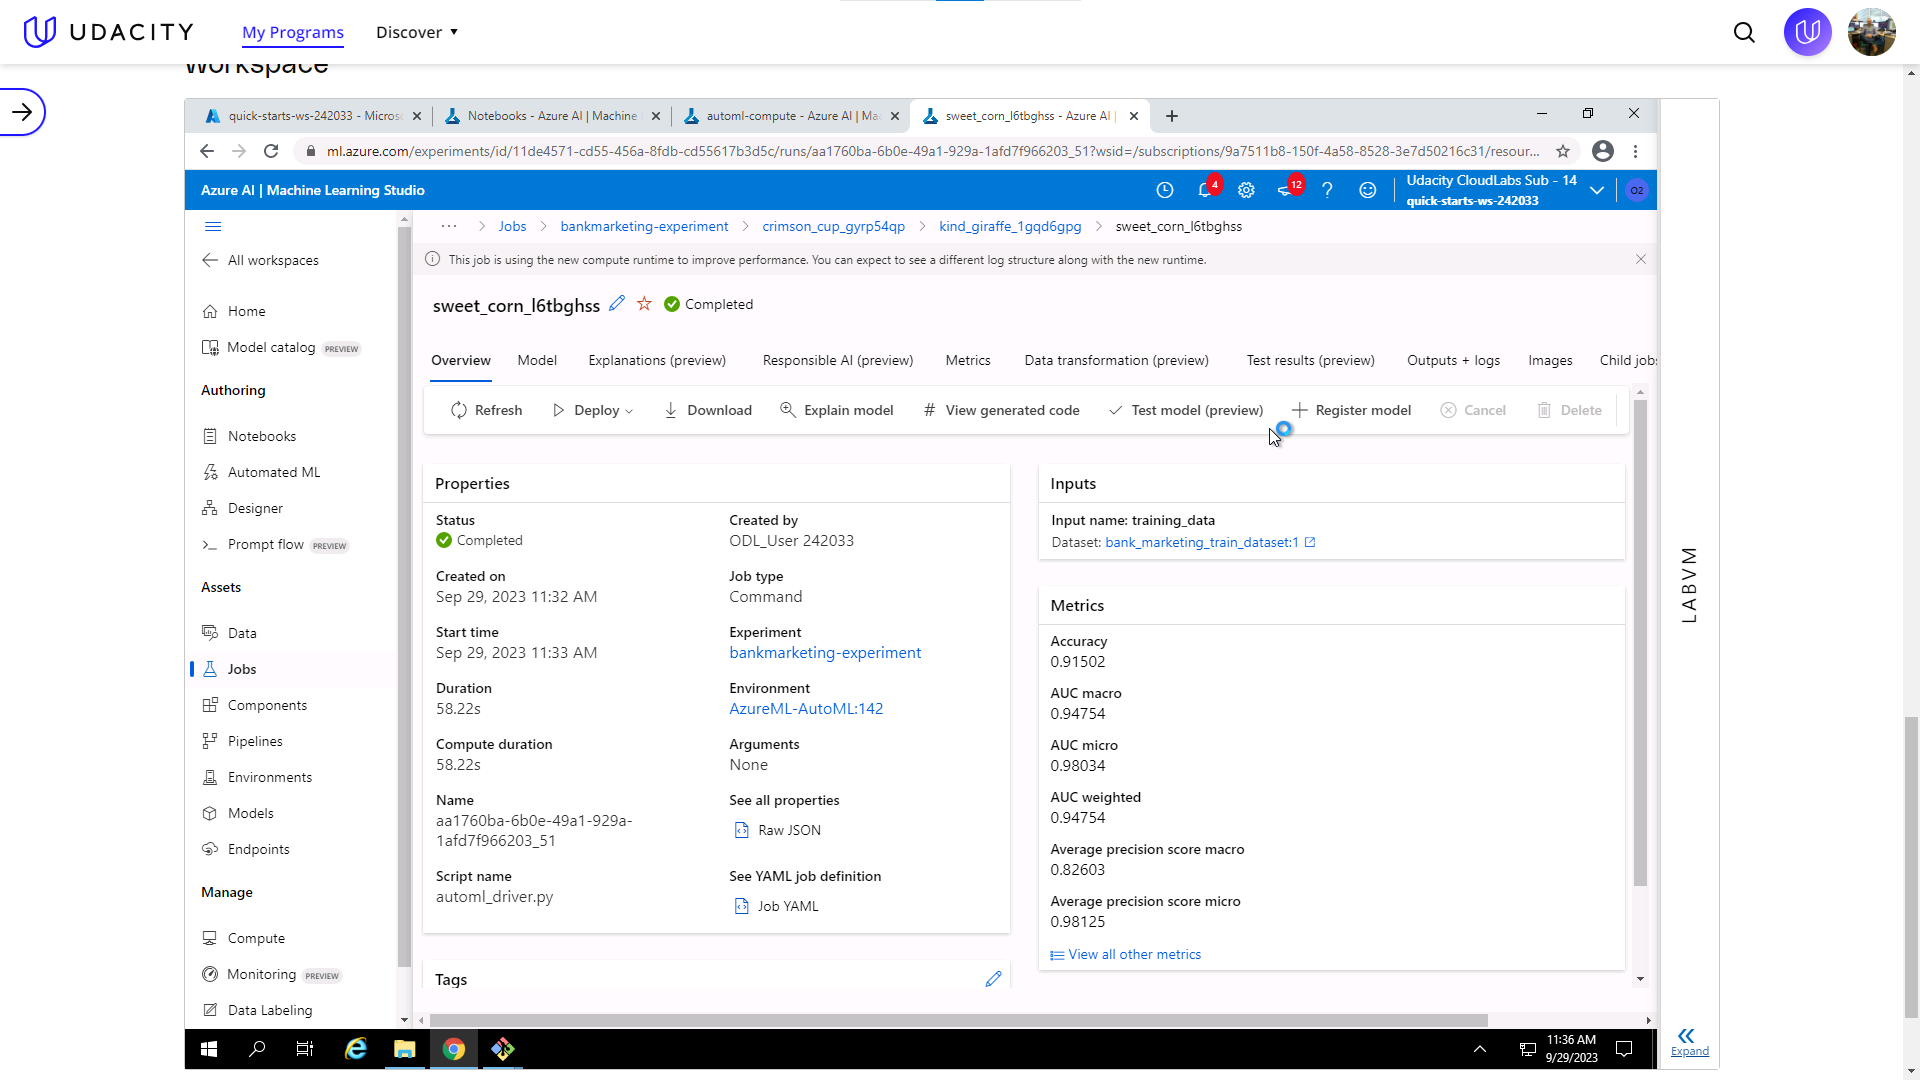 UDACITY
My Programs
Discover
Workspace
quick-starts-ws-242033 - Micros
Notebooks - Azure AI | Machine
automl-compute - Azure AI | Ma
sweet_corn_l6tbghss - Azure AI |
ml.azure.com/experiments/id/11de4571-cd55-456a-8fdb-cd55617b3d5c/runs/aa1760ba-6b0e-49a1-929a-1afd7f966203_51?wsid=/subscriptions/9a7511b8-150f-4a58-8528-3e7d50216c31/resour...
Azure AI | Machine Learning Studio
4
12
Udacity CloudLabs Sub - 14
quick-starts-ws-242033
O2
All workspaces
Home
Model catalog PREVIEW
Authoring
Notebooks
Automated ML
Designer
Prompt flow PREVIEW
Assets
Data
Jobs
Components
Pipelines
Environments
Models
Endpoints
Manage
Compute
Monitoring PREVIEW
Data Labeling
... > Jobs > bankmarketing-experiment > crimson_cup_gyrp54qp > kind_giraffe_1gqd6gpg > sweet_corn_l6tbghss
This job is using the new compute runtime to improve performance. You can expect to see a different log structure along with the new runtime.
sweet_corn_l6tbghss Completed
Overview Model Explanations (preview) Responsible AI (preview) Metrics Data transformation (preview) Test results (preview) Outputs + logs Images Child jobs
Refresh Deploy Download Explain model # View generated code Test model (preview) Register model Cancel Delete
Properties
Status
Completed
Created on
Sep 29, 2023 11:32 AM
Start time
Sep 29, 2023 11:33 AM
Duration
58.22s
Compute duration
58.22s
Name
aa1760ba-6b0e-49a1-929a-
1afd7f966203_51
Script name
automl_driver.py
Created by
ODL_User 242033
Job type
Command
Experiment
bankmarketing-experiment
Environment
AzureML-AutoML:142
Arguments
None
See all properties
Raw JSON
See YAML job definition
Job YAML
Tags
Inputs
Input name: training_data
Dataset: bank_marketing_train_dataset:1
Metrics
Accuracy
0.91502
AUC macro
0.94754
AUC micro
0.98034
AUC weighted
0.94754
Average precision score macro
0.82603
Average precision score micro
0.98125
View all other metrics
LABVM
Expand
11:36 AM
9/29/2023